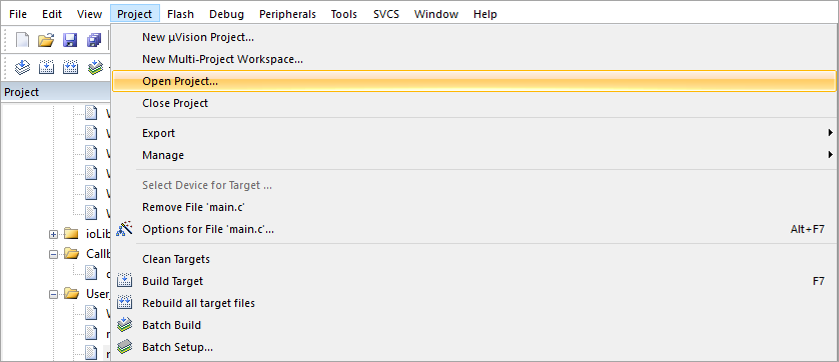 File Edit View Project Flash Debug Peripherals Tools SVCS Window Help
New µVision Project...
New Multi-Project Workspace...
Open Project...
Project
Close Project
Export
Manage
Select Device for Target ...
Remove File 'main.c'
ioLib
Options for File 'main.c'... Alt+F7
Callb
Clean Targets
Build Target F7
User
Rebuild all target files
Batch Build
Batch Setup...